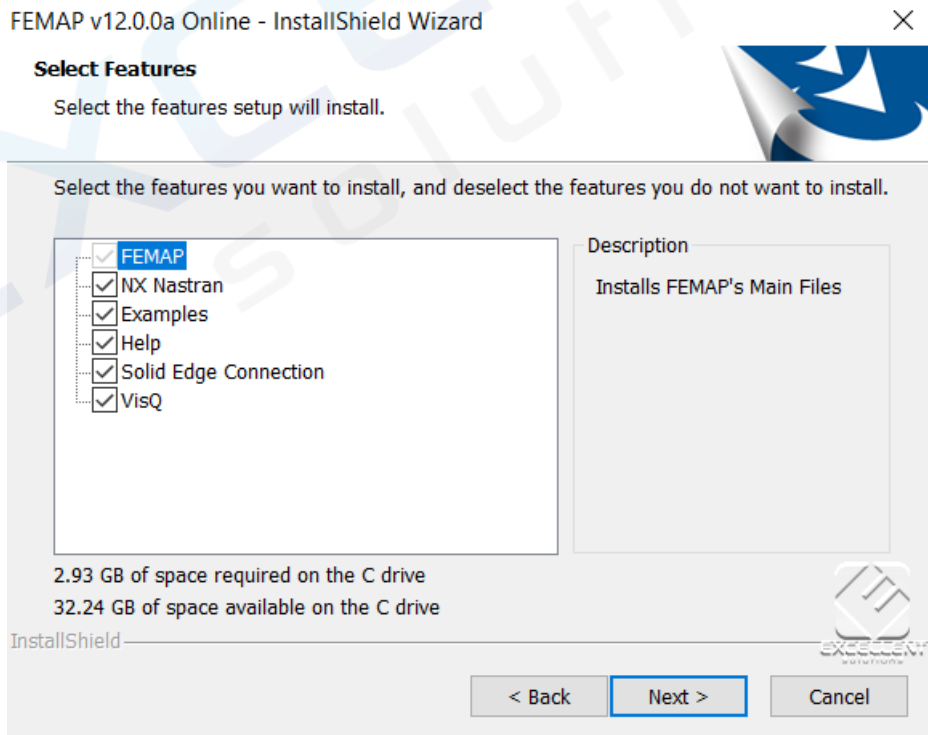 FEMAP v12.0.0a Online - InstallShield Wizard
Select Features
Select the features setup will install.
Select the features you want to install, and deselect the features you do not want to install.
FEMAP
NX Nastran
Examples
Help
Solid Edge Connection
VisQ
Description
Installs FEMAP's Main Files
2.93 GB of space required on the C drive
32.24 GB of space available on the C drive
InstallShield
EXCELLENT
SOLUTIONS
< Back
Next >
Cancel